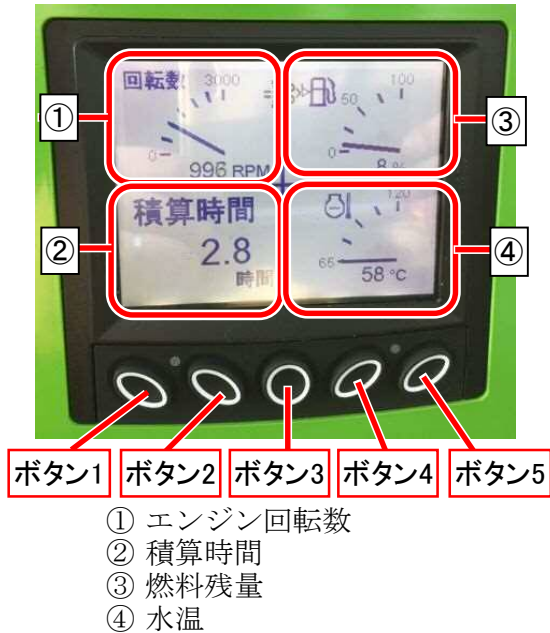 回転数
3000
0
996 RPM
①
50
100
0
8 %
③
積算時間
2.8
時間
②
120
65
58 °C
④
ボタン1
ボタン2
ボタン3
ボタン4
ボタン5
① エンジン回転数
② 積算時間
③ 燃料残量
④ 水温